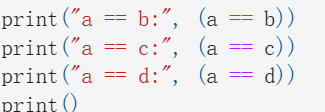 print("a == b:", (a == b))
print("a == c:", (a == c))
print("a == d:", (a == d))
print()